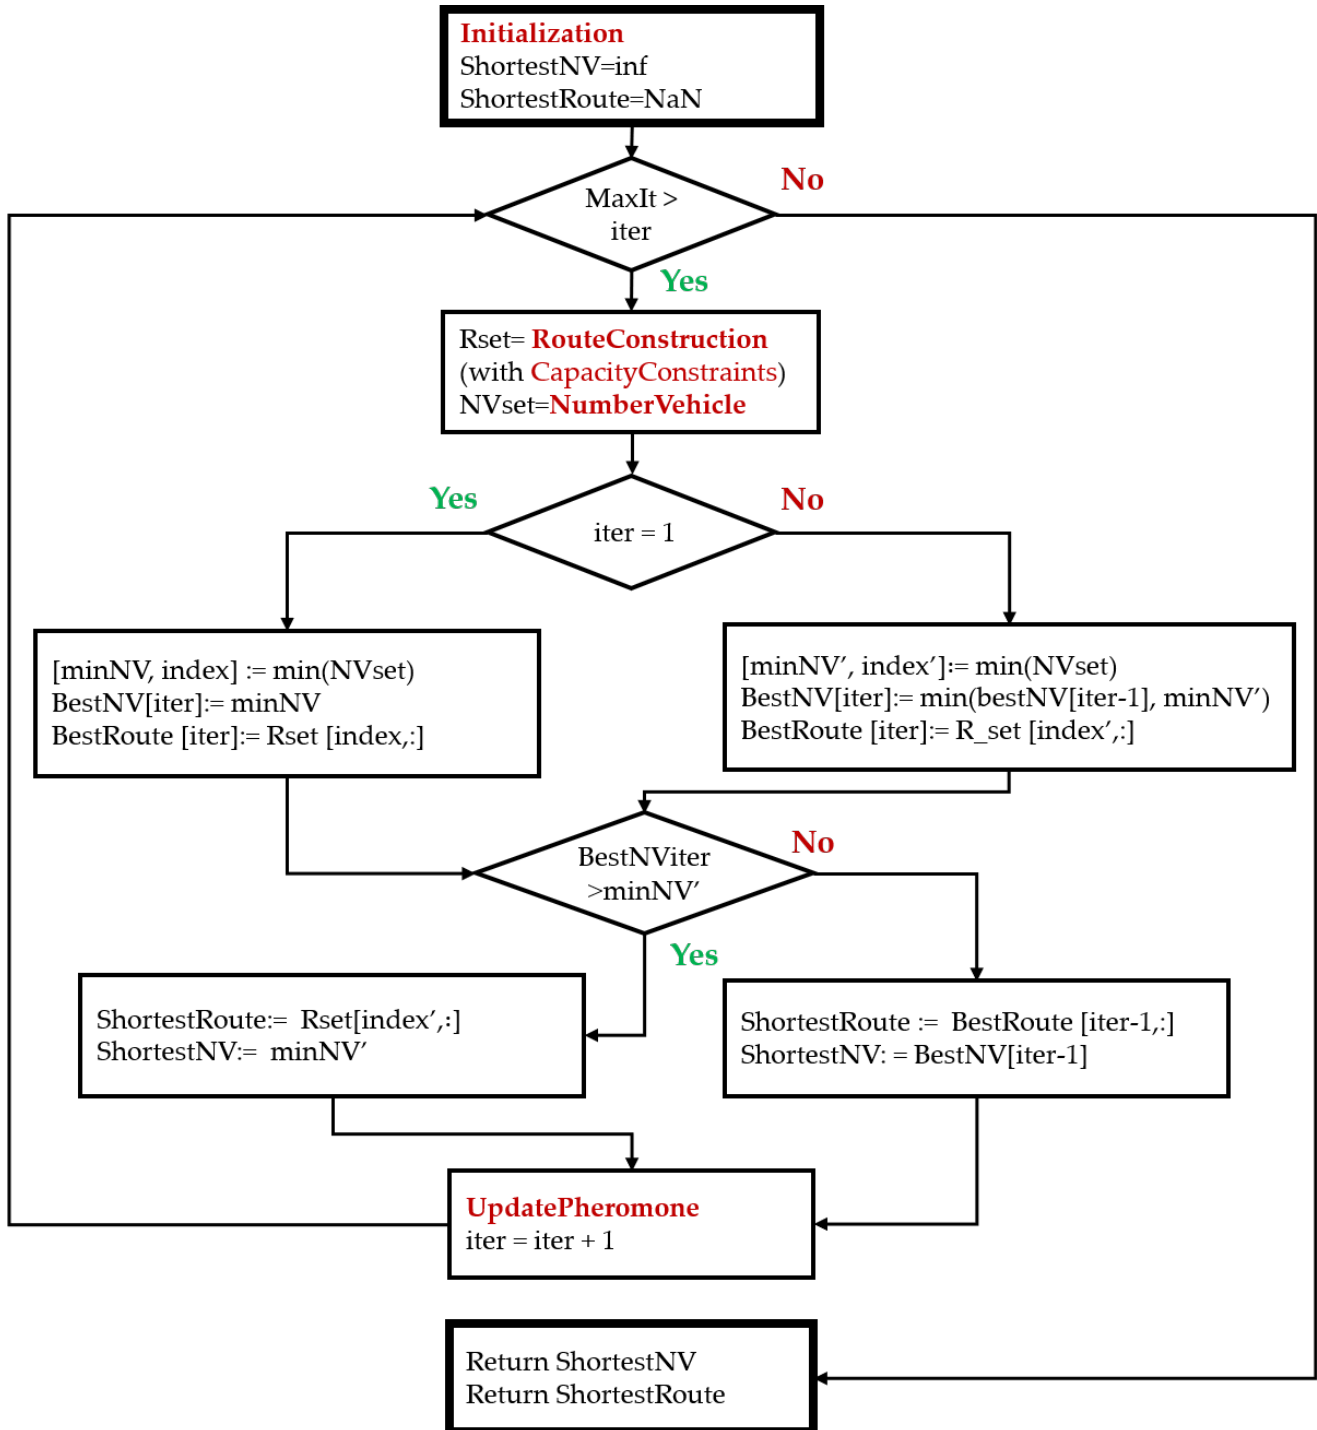 Initialization
ShortestNV=inf
ShortestRoute=NaN
MaxIt >
iter
No
Yes
Rset= RouteConstruction
(with CapacityConstraints)
NVset=NumberVehicle
Yes
No
iter = 1
[minNV, index] := min(NVset)
BestNV[iter]:= minNV
BestRoute [iter]:= Rset [index,:]
[minNV’, index’]:= min(NVset)
BestNV[iter]:= min(bestNV[iter-1], minNV’)
BestRoute [iter]:= R_set [index’,:]
BestNViter
>minNV’
No
Yes
ShortestRoute:= Rset[index’,:]
ShortestNV:= minNV’
ShortestRoute := BestRoute [iter-1,:]
ShortestNV: = BestNV[iter-1]
UpdatePheromone
iter = iter + 1
Return ShortestNV
Return ShortestRoute